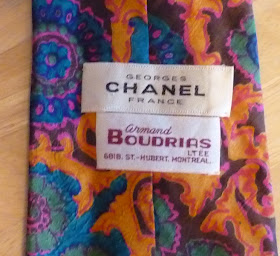 GEORGES
CHANEL
FRANCE
Armand
BOUDRIAS
LTÉE
6818. ST.-HUBERT. MONTREAL.